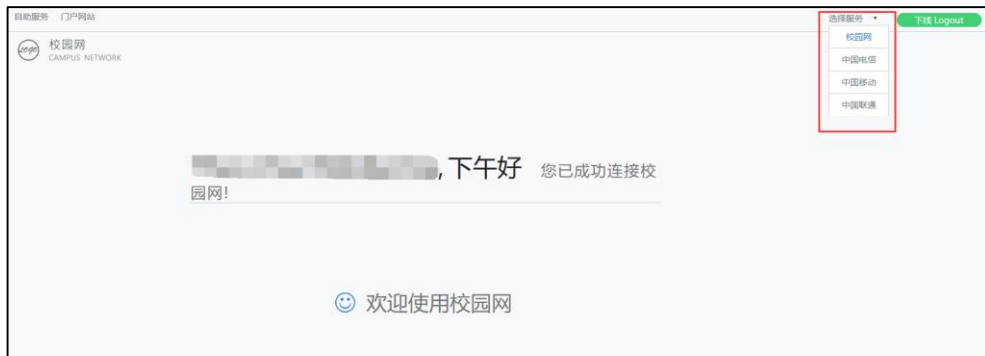 自助服务 门户网站
选择服务 ▼ 下线 Logout
logo 校园网
CAMPUS NETWORK
校园网
中国电信
中国移动
中国联通
,下午好 您已成功连接校
园网!
欢迎使用校园网